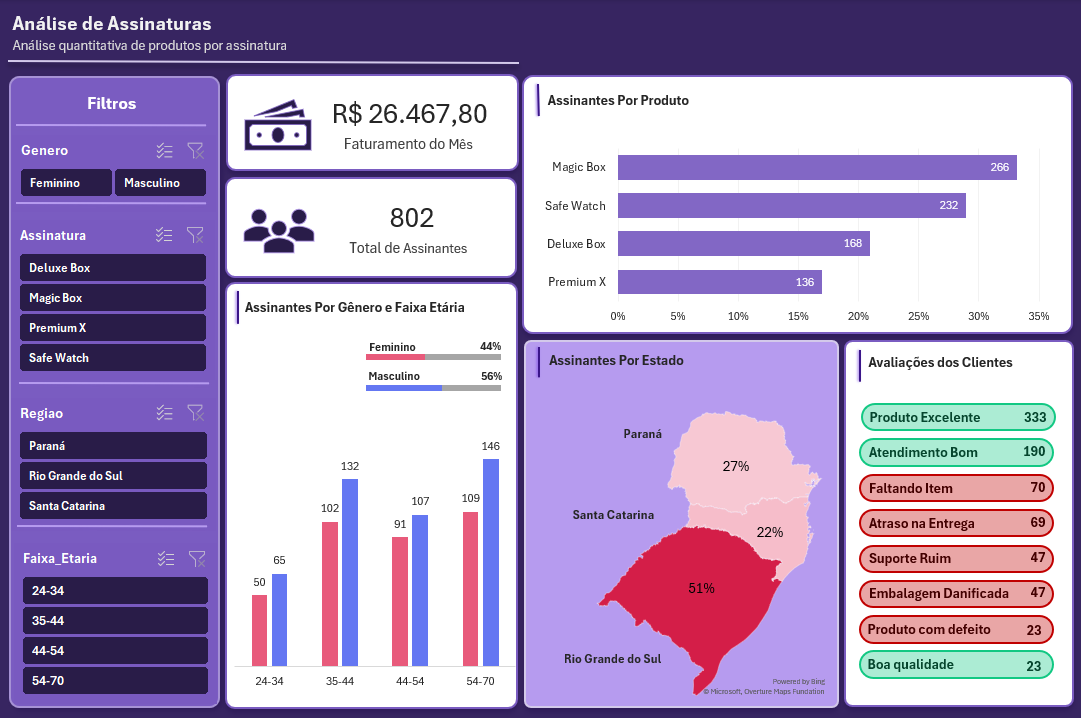 Análise de Assinaturas
Análise quantitativa de produtos por assinatura
Filtros
Genero
Feminino
Masculino
Assinatura
Deluxe Box
Magic Box
Premium X
Safe Watch
Regiao
Paraná
Rio Grande do Sul
Santa Catarina
Faixa_Etaria
24-34
35-44
44-54
54-70
R$ 26.467,80
Faturamento do Mês
802
Total de Assinantes
Assinantes Por Gênero e Faixa Etária
Feminino 44%
Masculino 56%
50 65 102 132 91 107 109 146
24-34 35-44 44-54 54-70
Assinantes Por Produto
Magic Box 266
Safe Watch 232
Deluxe Box 168
Premium X 136
0% 5% 10% 15% 20% 25% 30% 35%
Assinantes Por Estado
Paraná
27%
Santa Catarina
22%
51%
Rio Grande do Sul
Powered by Bing
© Microsoft, Overture Maps Fundation
Avaliações dos Clientes
Produto Excelente 333
Atendimento Bom 190
Faltando Item 70
Atraso na Entrega 69
Suporte Ruim 47
Embalagem Danificada 47
Produto com defeito 23
Boa qualidade 23